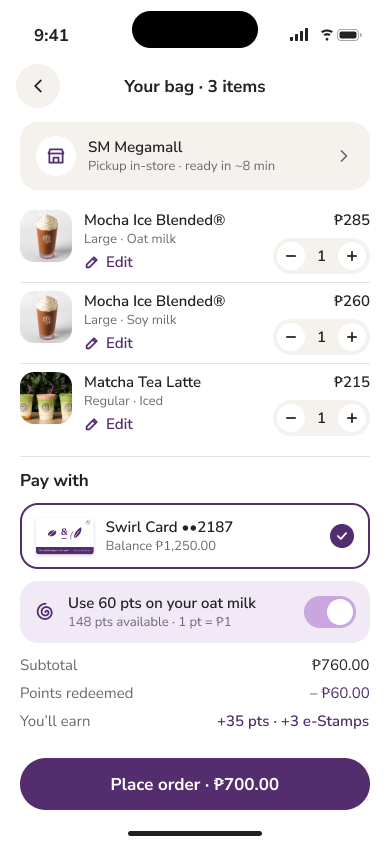 9:41
Your bag · 3 items
SM Megamall
Pickup in-store · ready in ~8 min
Mocha Ice Blended®
₱285
Large · Oat milk
Edit
1
Mocha Ice Blended®
₱260
Large · Soy milk
Edit
1
Matcha Tea Latte
₱215
Regular · Iced
Edit
1
Pay with
Swirl Card ••2187
Balance ₱1,250.00
&
Use 60 pts on your oat milk
148 pts available · 1 pt = ₱1
Subtotal
₱760.00
Points redeemed
– ₱60.00
You’ll earn
+35 pts · +3 e-Stamps
Place order · ₱700.00